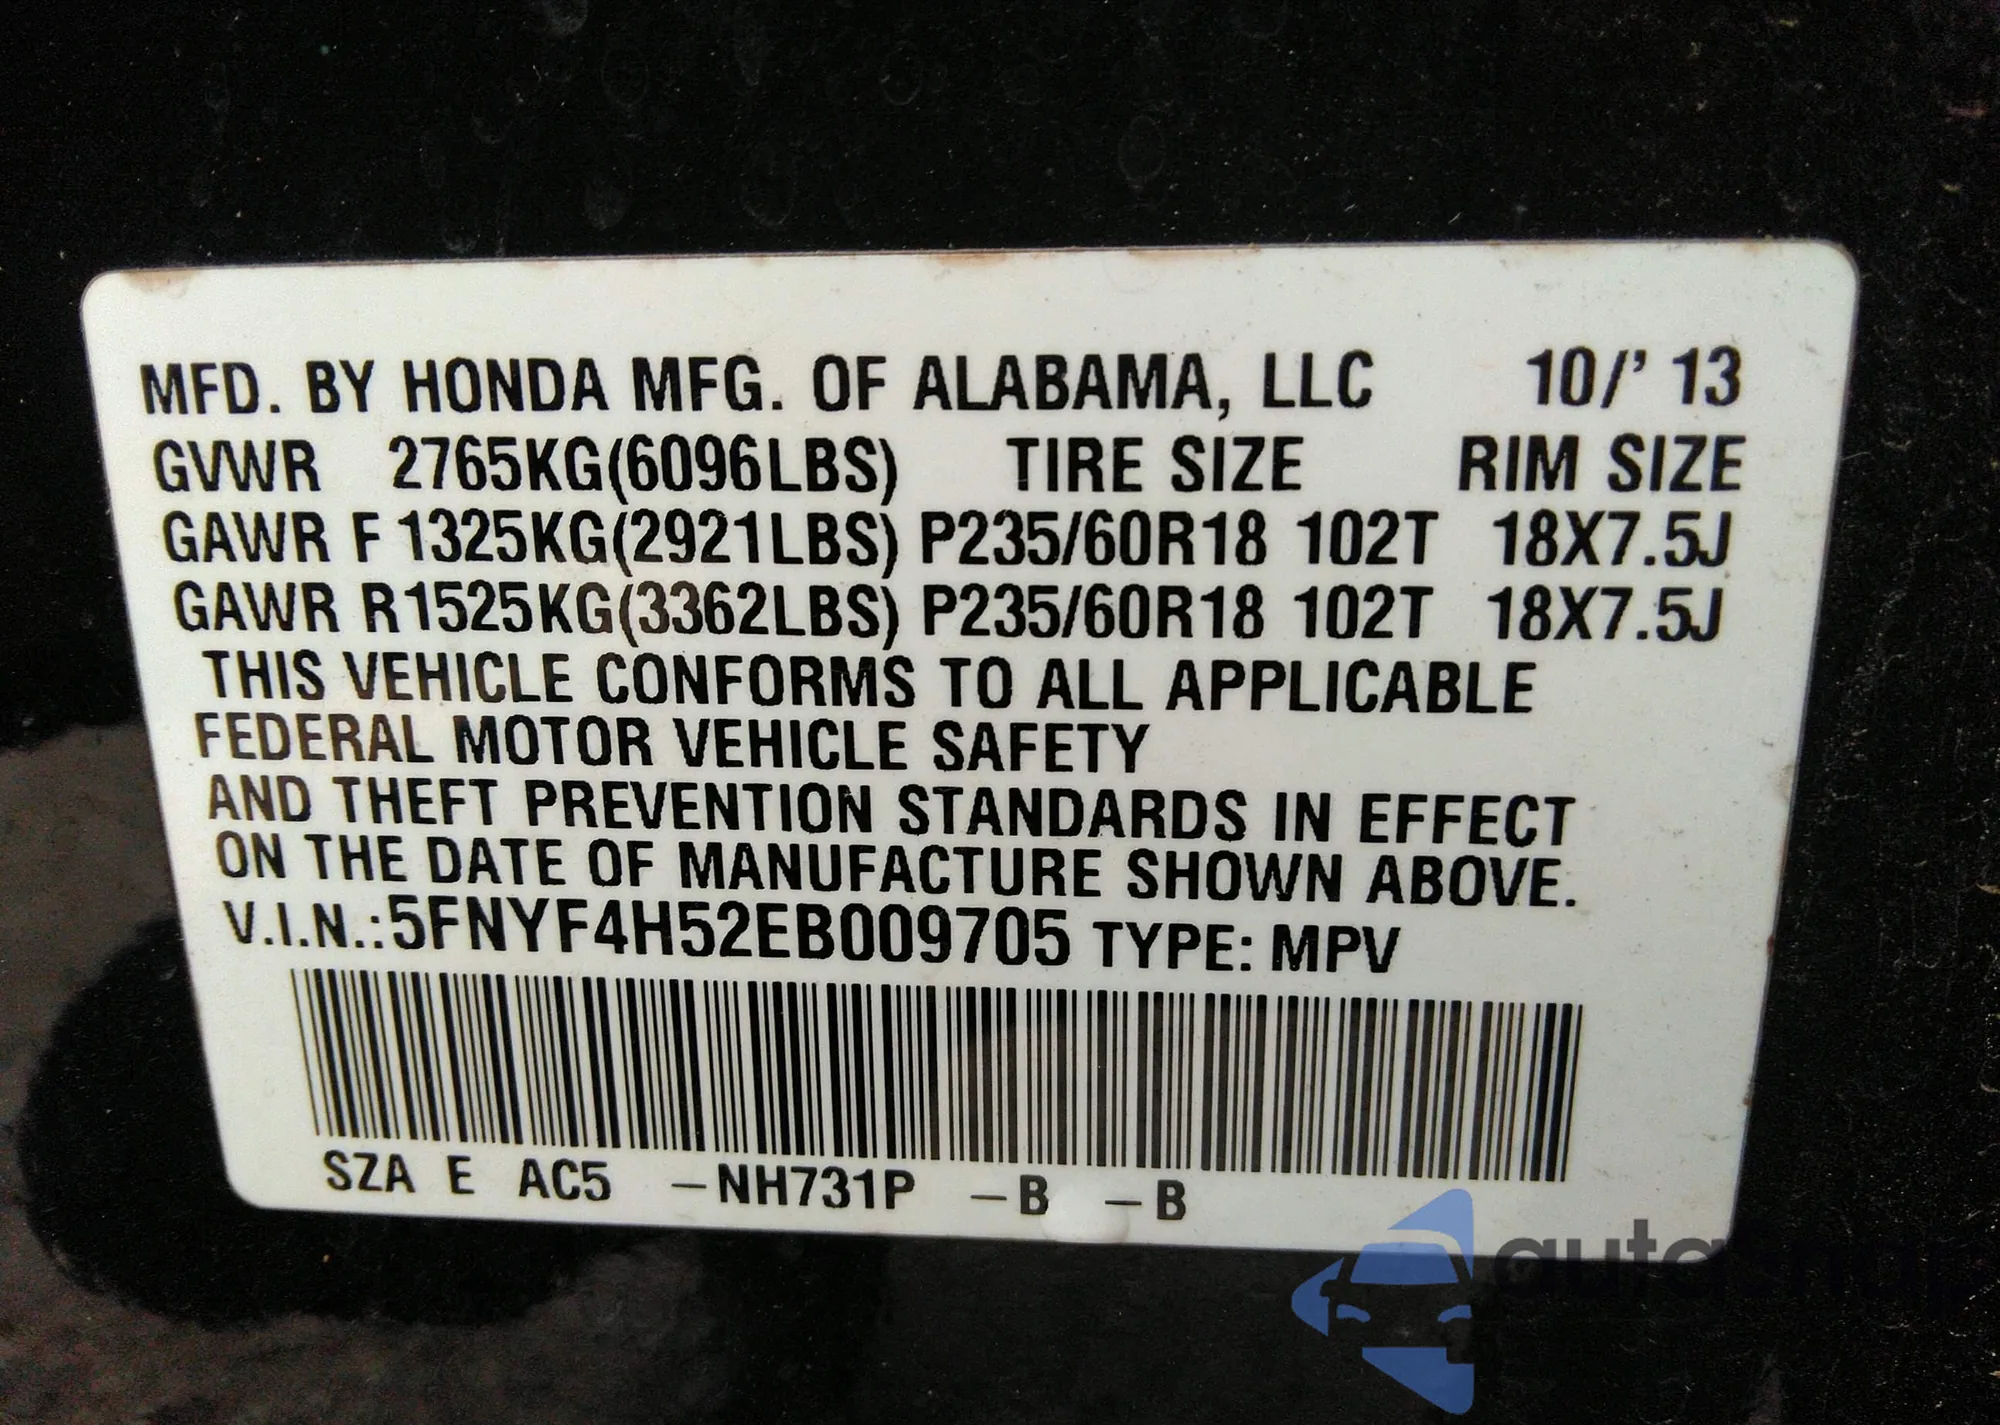 MFD. BY HONDA MFG. OF ALABAMA, LLC 10/' 13
GVWR 2765KG(6096LBS) TIRE SIZE RIM SIZE
GAWR F 1325KG(2921LBS) P235/60R18 102T 18X7.5J
GAWR R1525KG(3362LBS) P235/60R18 102T 18X7.5J
THIS VEHICLE CONFORMS TO ALL APPLICABLE
FEDERAL MOTOR VEHICLE SAFETY
AND THEFT PREVENTION STANDARDS IN EFFECT
ON THE DATE OF MANUFACTURE SHOWN ABOVE.
V.I.N.:5FNYF4H52EB009705 TYPE: MPV
SZA E AC5 –NH731P –B –B